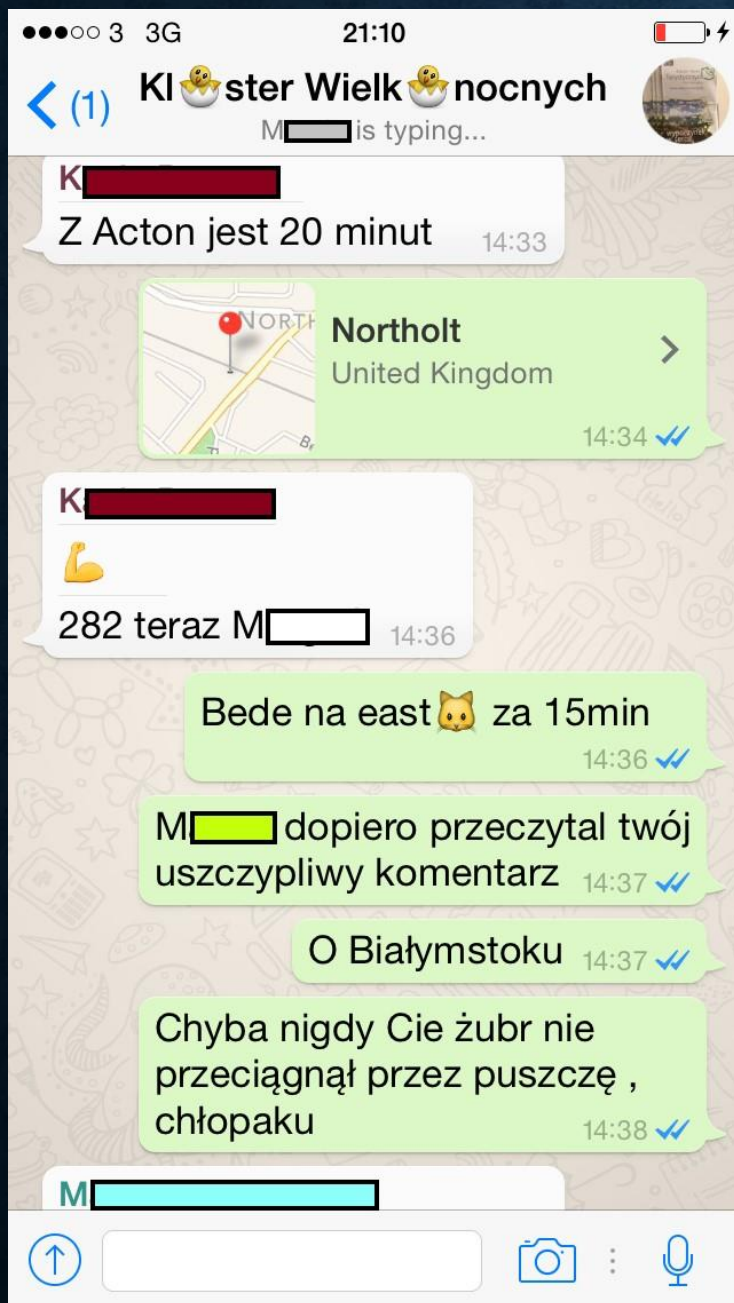 3 3G 21:10
(1) Kl🐣ster Wielk🐣nocnych
M is typing...
K
Z Acton jest 20 minut 14:33
NORTH
Northolt
United Kingdom
14:34
K
💪
282 teraz M 14:36
Bede na east🐱 za 15min
14:36
M dopiero przeczytal twój
uszczypliwy komentarz 14:37
O Białymstoku 14:37
Chyba nigdy Cie żubr nie
przeciągnął przez puszczę ,
chłopaku 14:38
M